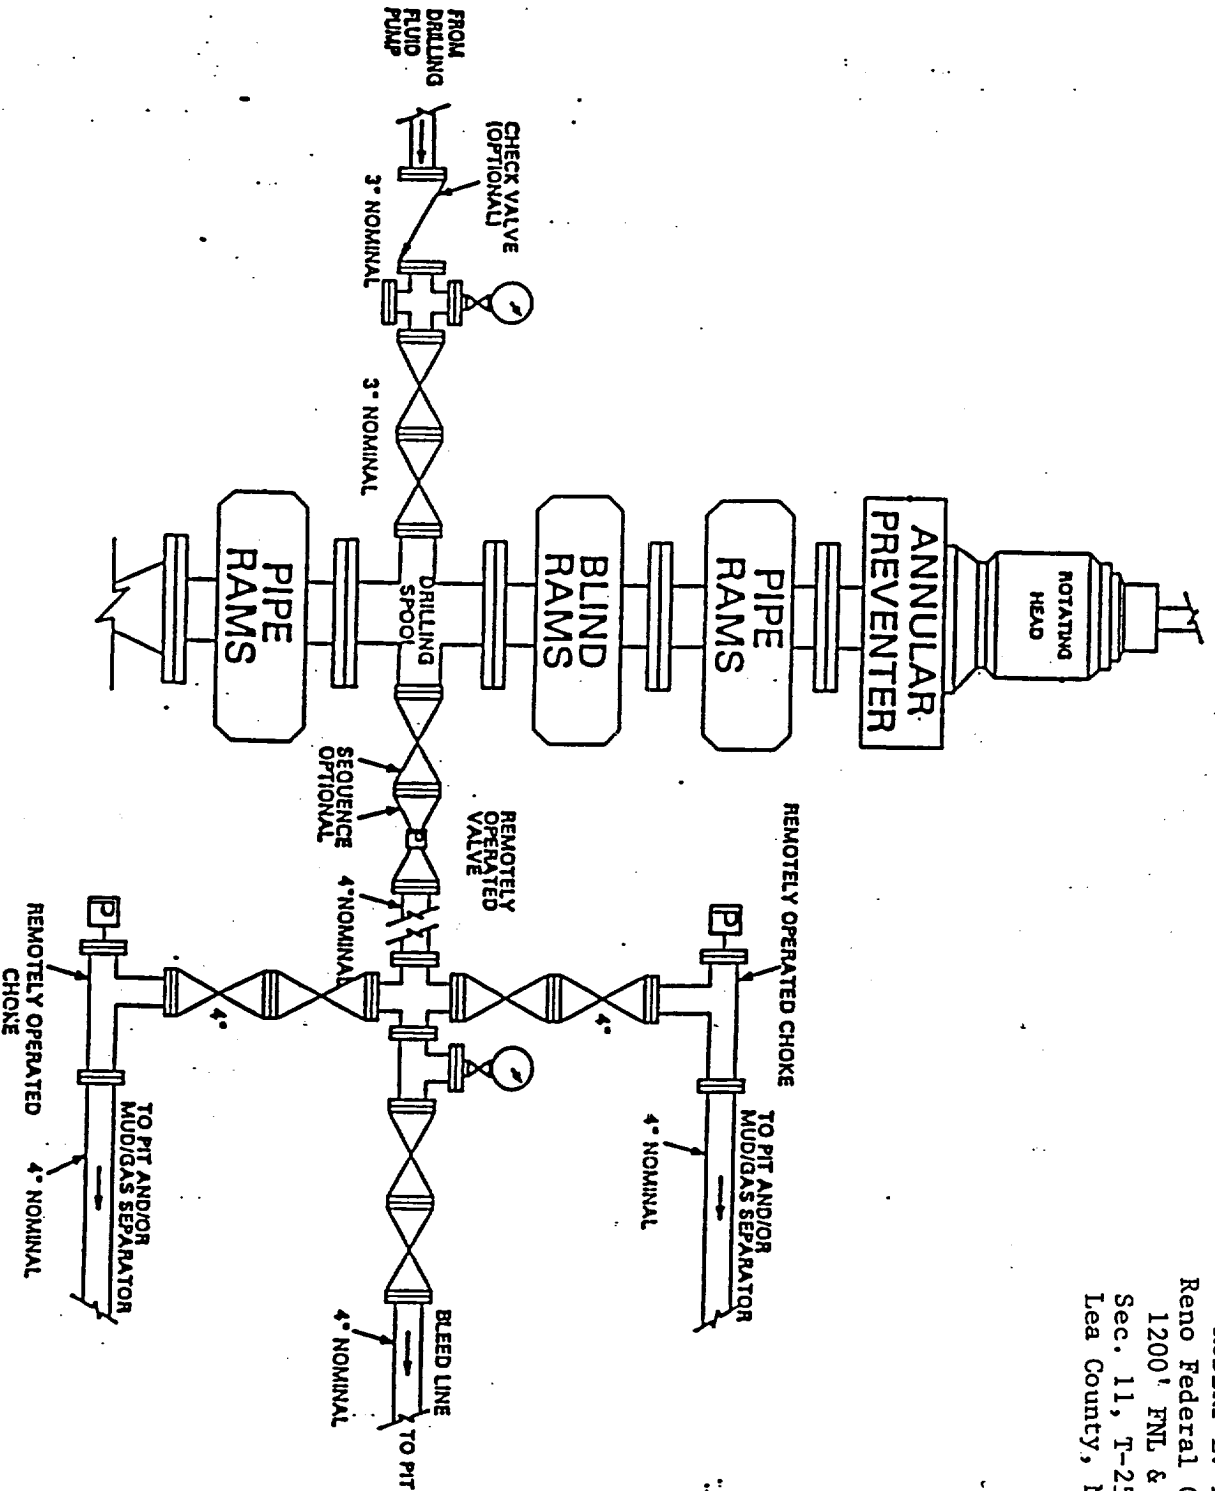 Reno Federal
1200' FNL &
Sec. 11, T-25
Lea County,
ROTATING
HEAD
ANNULAR
PREVENTER
PIPE
RAMS
BLIND
RAMS
DRILLING
SPOOL
PIPE
RAMS
FROM
DRILLING
FLUID
PUMP
CHECK VALVE
(OPTIONAL)
3" NOMINAL
3" NOMINAL
SEQUENCE
OPTIONAL
REMOTELY
OPERATED
VALVE
P
4" NOMINAL
REMOTELY OPERATED CHOKE
P
4"
TO PIT AND/OR
MUD/GAS SEPARATOR
4" NOMINAL
BLEED LINE
TO PIT
4" NOMINAL
4"
P
REMOTELY OPERATED
CHOKE
TO PIT AND/OR
MUD/GAS SEPARATOR
4" NOMINAL